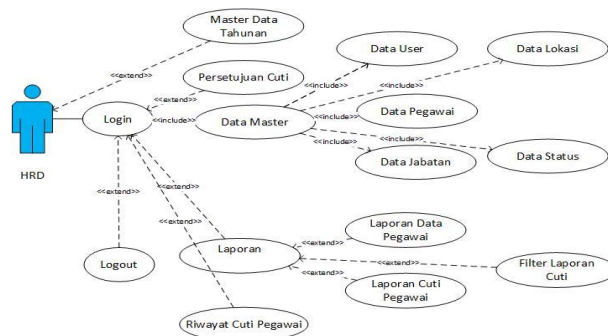 Master Data
Tahunan
Data User
Data Lokasi
<<extend>>
Persetujuan Cuti
<<include>>
<<include>>
<<extend>>
Login
<<include>>
Data Master
<<include>>
Data Pegawai
<<include>>
<<include>>
Data Jabatan
Data Status
HRD
<<extend>>
<<extend>>
<<extend>>
Laporan Data
Pegawai
Laporan
<<extend>>
<<extend>>
Filter Laporan
Cuti
Logout
<<extend>>
Laporan Cuti
Pegawai
Riwayat Cuti Pegawai